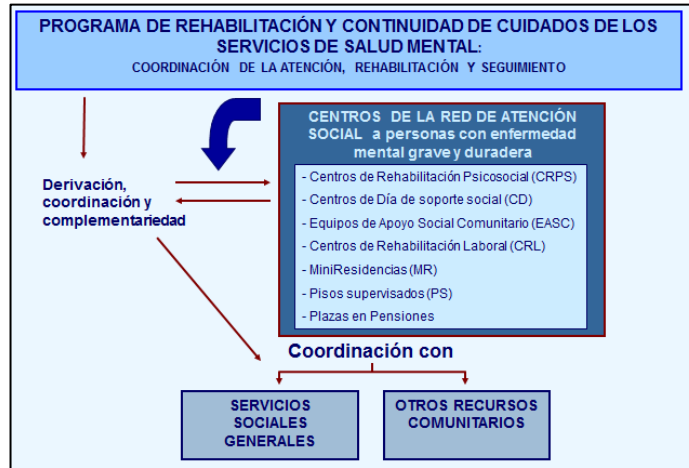 PROGRAMA DE REHABILITACIÓN Y CONTINUIDAD DE CUIDADOS DE LOS
SERVICIOS DE SALUD MENTAL:
COORDINACIÓN DE LA ATENCIÓN, REHABILITACIÓN Y SEGUIMIENTO
CENTROS DE LA RED DE ATENCIÓN
SOCIAL a personas con enfermedad
mental grave y duradera
- Centros de Rehabilitación Psicosocial (CRPS)
- Centros de Día de soporte social (CD)
- Equipos de Apoyo Social Comunitario (EASC)
- Centros de Rehabilitación Laboral (CRL)
- MiniResidencias (MR)
- Pisos supervisados (PS)
- Plazas en Pensiones
Derivación,
coordinación y
complementariedad
Coordinación con
SERVICIOS
SOCIALES
GENERALES
OTROS RECURSOS
COMUNITARIOS